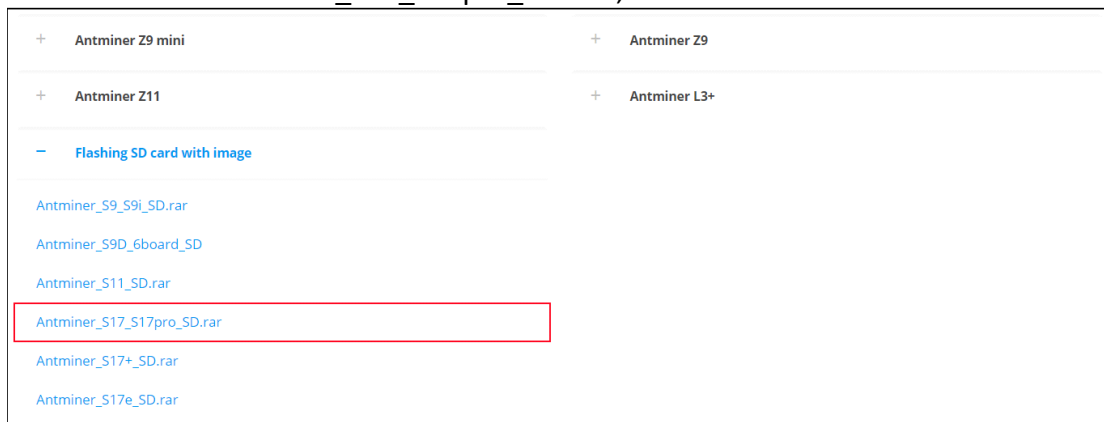 Antminer Z9 mini
Antminer Z9
Antminer Z11
Antminer L3+
Flashing SD card with image
Antminer_S9_S9i_SD.rar
Antminer_S9D_6board_SD
Antminer_S11_SD.rar
Antminer_S17_S17pro_SD.rar
Antminer_S17+_SD.rar
Antminer_S17e_SD.rar